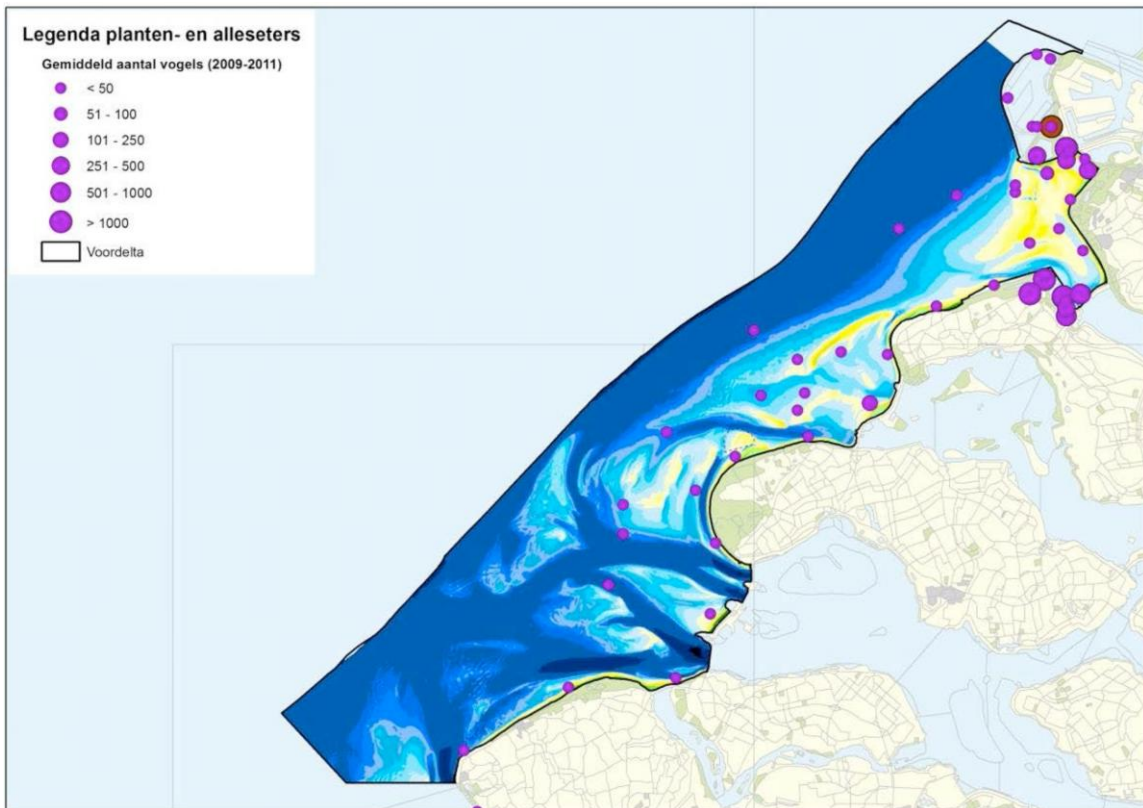 Legenda planten- en alleseters
Gemiddeld aantal vogels (2009-2011)
< 50
51 - 100
101 - 250
251 - 500
501 - 1000
> 1000
Voordelta